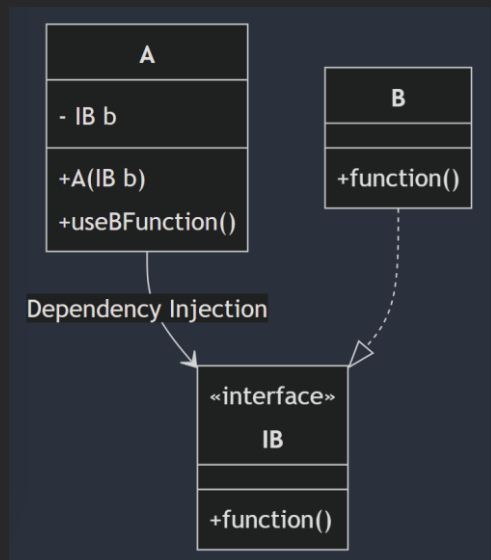 A
- IB b
+A(IB b)
+useBFunction()
B
+function()
Dependency Injection
«interface»
IB
+function()